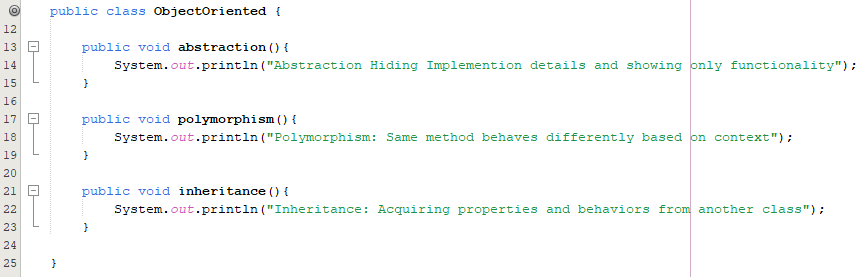 public class ObjectOriented {
12
13 public void abstraction(){
14 System.out.println("Abstraction Hiding Implemention details and showing only functionality");
15 }
16
17 public void polymorphism(){
18 System.out.println("Polymorphism: Same method behaves differently based on context");
19 }
20
21 public void inheritance(){
22 System.out.println("Inheritance: Acquiring properties and behaviors from another class");
23 }
24
25 }